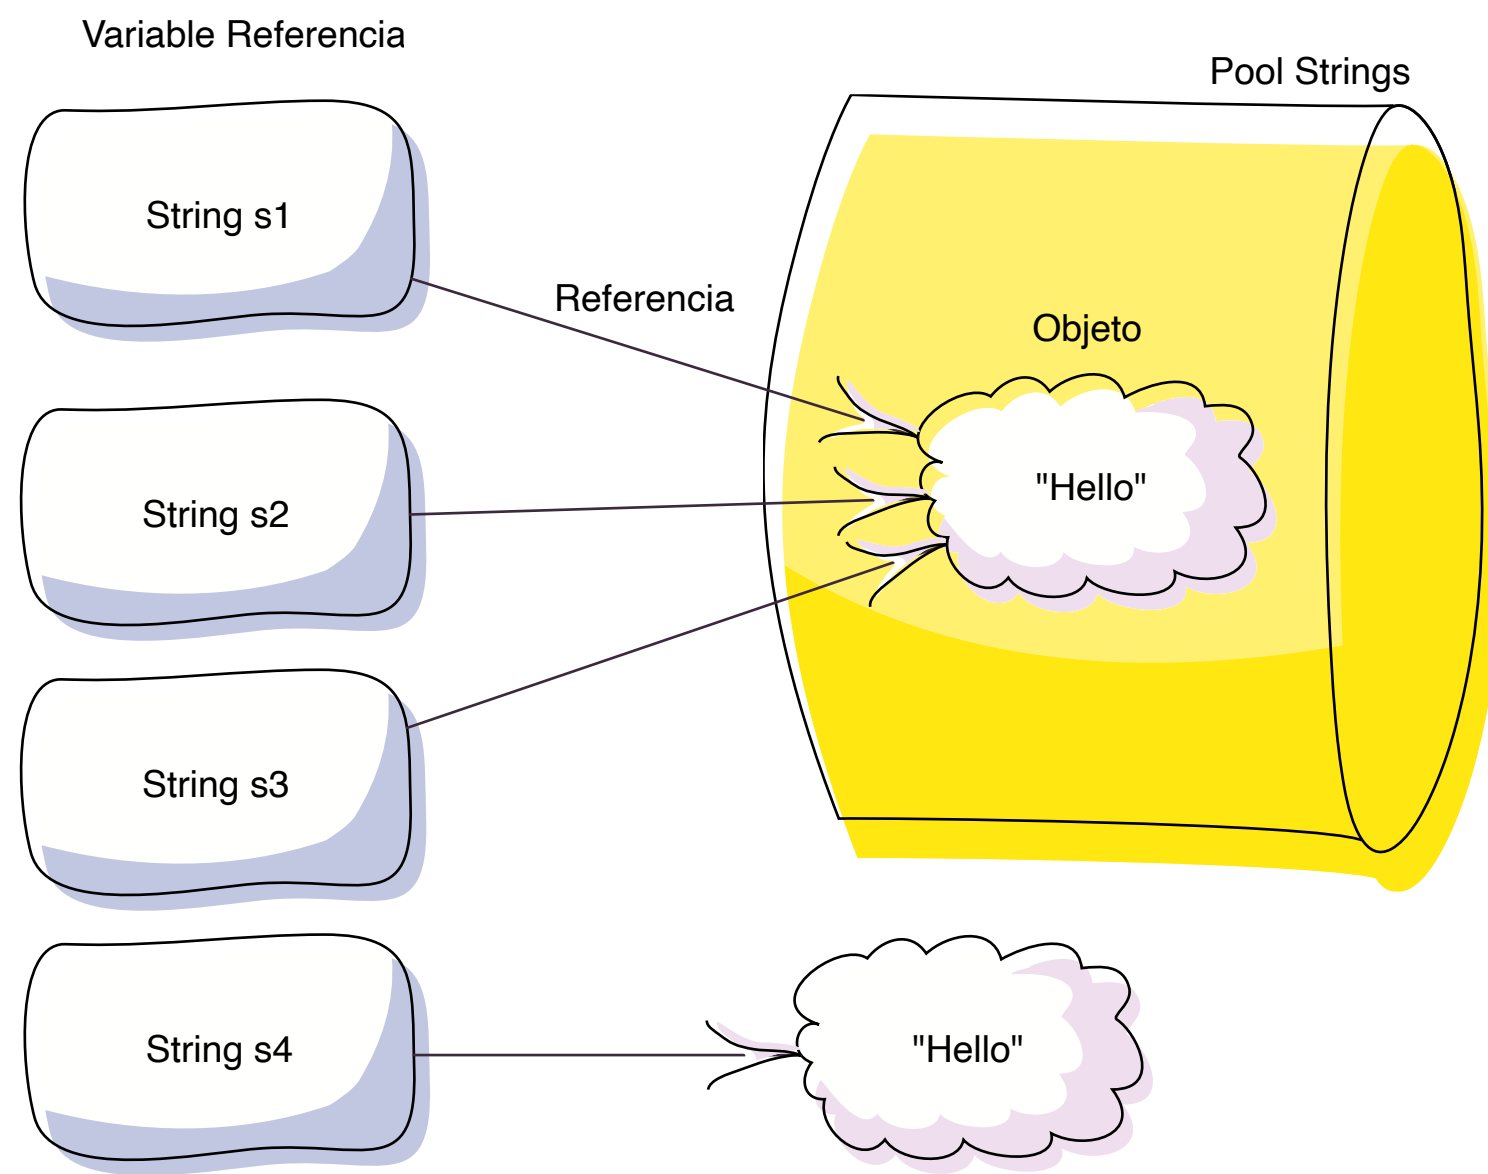 Variable Referencia
Pool Strings
String s1
Referencia
Objeto
String s2
"Hello"
String s3
String s4
"Hello"